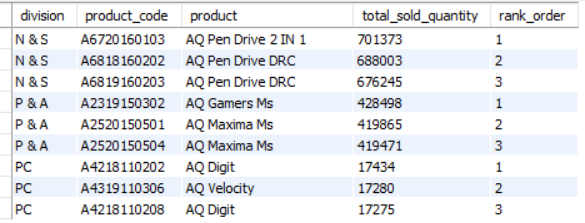 division product_code product total_sold_quantity rank_order
N & S A6720160103 AQ Pen Drive 2 IN 1 701373 1
N & S A6818160202 AQ Pen Drive DRC 688003 2
N & S A6819160203 AQ Pen Drive DRC 676245 3
P & A A2319150302 AQ Gamers Ms 428498 1
P & A A2520150501 AQ Maxima Ms 419865 2
P & A A2520150504 AQ Maxima Ms 419471 3
PC A4218110202 AQ Digit 17434 1
PC A4319110306 AQ Velocity 17280 2
PC A4218110208 AQ Digit 17275 3